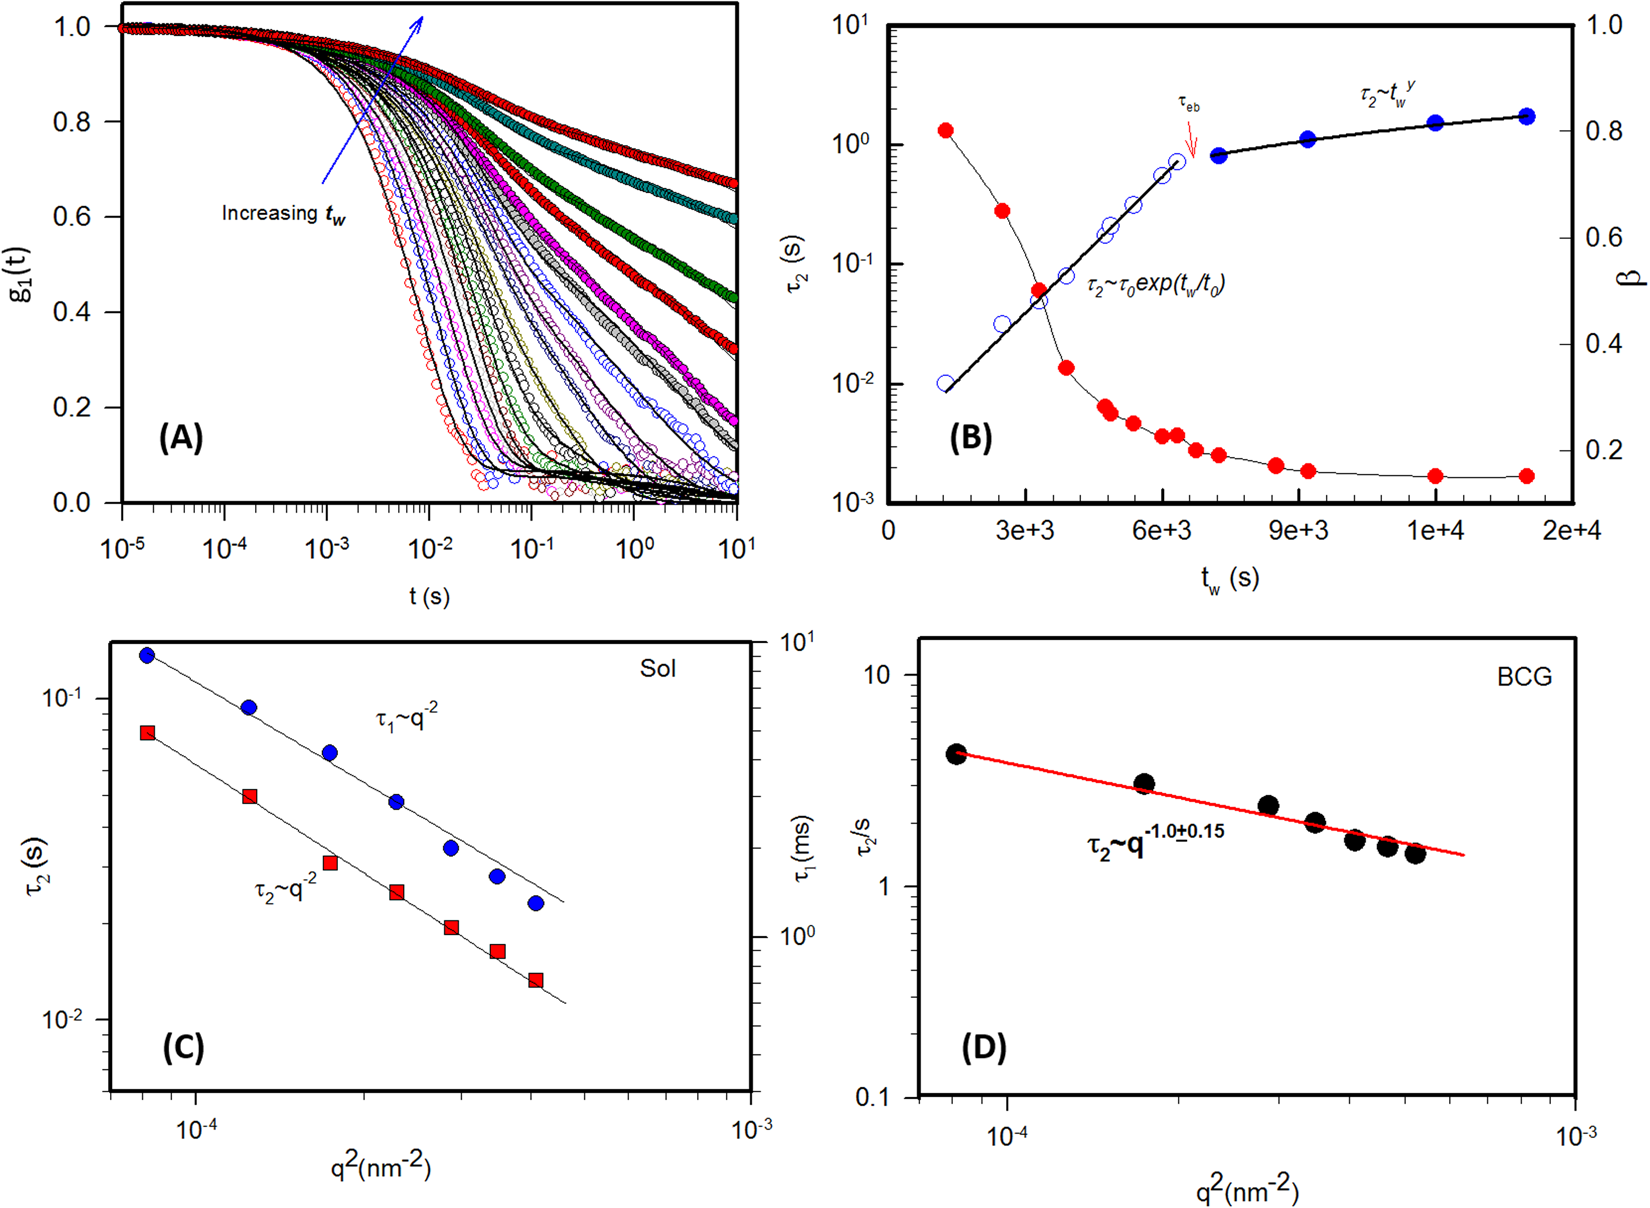 1.0
0.8
0.6
0.4
0.2
0.0
g₁(t)
Increasing t_w
(A)
10⁻⁵ 10⁻⁴ 10⁻³ 10⁻² 10⁻¹ 10⁰ 10¹
t (s)
10¹
10⁰
10⁻¹
10⁻²
10⁻³
τ₂ (s)
τ_eb
τ₂~t_w^y
τ₂~τ₀exp(t_w/t₀)
(B)
1.0
0.8
0.6
0.4
0.2
β
0 3e+3 6e+3 9e+3 1e+4 2e+4
t_w (s)
Sol
10⁻¹
10⁻²
τ₂ (s)
τ₁~q⁻²
τ₂~q⁻²
(C)
10¹
10⁰
τ₁(ms)
10⁻⁴ 10⁻³
q²(nm⁻²)
BCG
10
1
0.1
τ₂/s
τ₂~q^-1.0±0.15
(D)
10⁻⁴ 10⁻³
q²(nm⁻²)